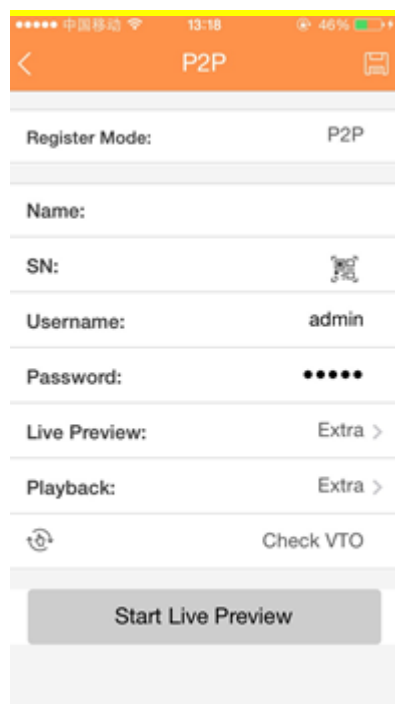 中国移动 13:18 46%
P2P
Register Mode: P2P
Name:
SN:
Username: admin
Password: •••••
Live Preview: Extra
Playback: Extra
Check VTO
Start Live Preview